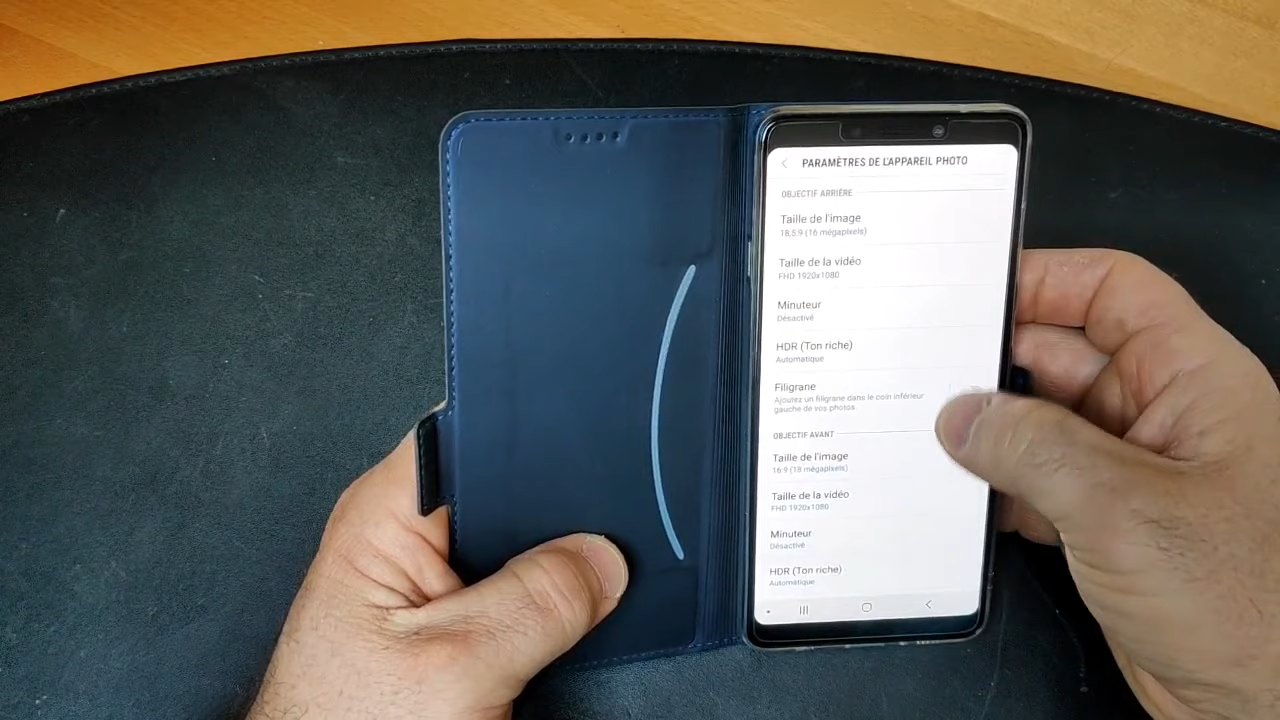 PARAMÈTRES DE L'APPAREIL PHOTO
OBJECTIF ARRIÈRE
Taille de l'image
18,5:9 (16 mégapixels)
Taille de la vidéo
FHD 1920x1080
Minuteur
Désactivé
HDR (Ton riche)
Automatique
Filigrane
Ajoutez un filigrane dans le coin inférieur
gauche de vos photos.
OBJECTIF AVANT
Taille de l'image
16:9 (18 mégapixels)
Taille de la vidéo
FHD 1920x1080
Minuteur
Désactivé
HDR (Ton riche)
Automatique